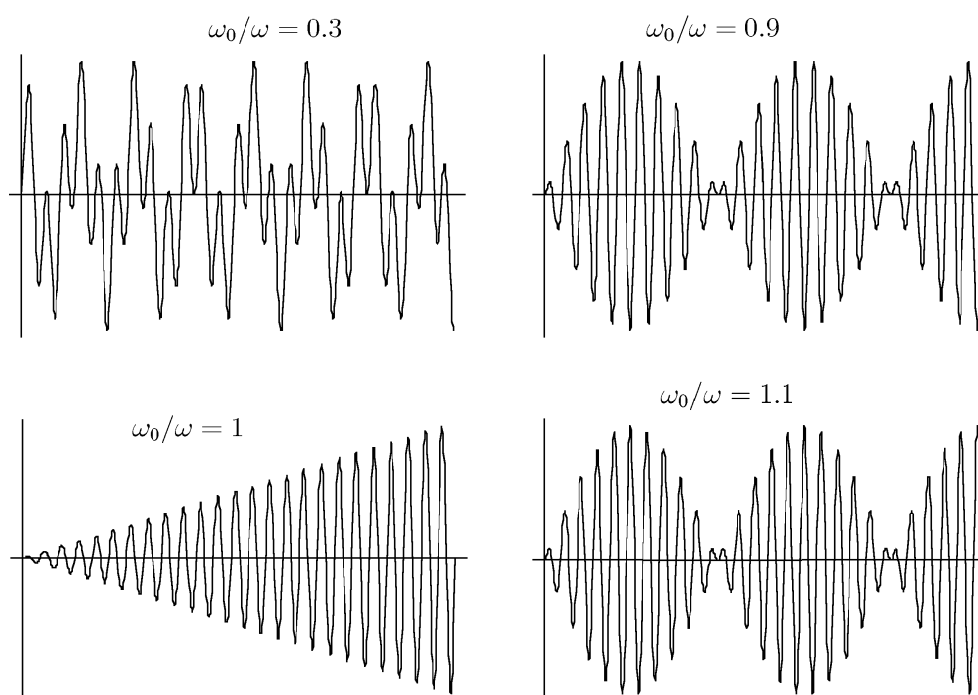 ω₀/ω = 0.3
ω₀/ω = 0.9
ω₀/ω = 1
ω₀/ω = 1.1